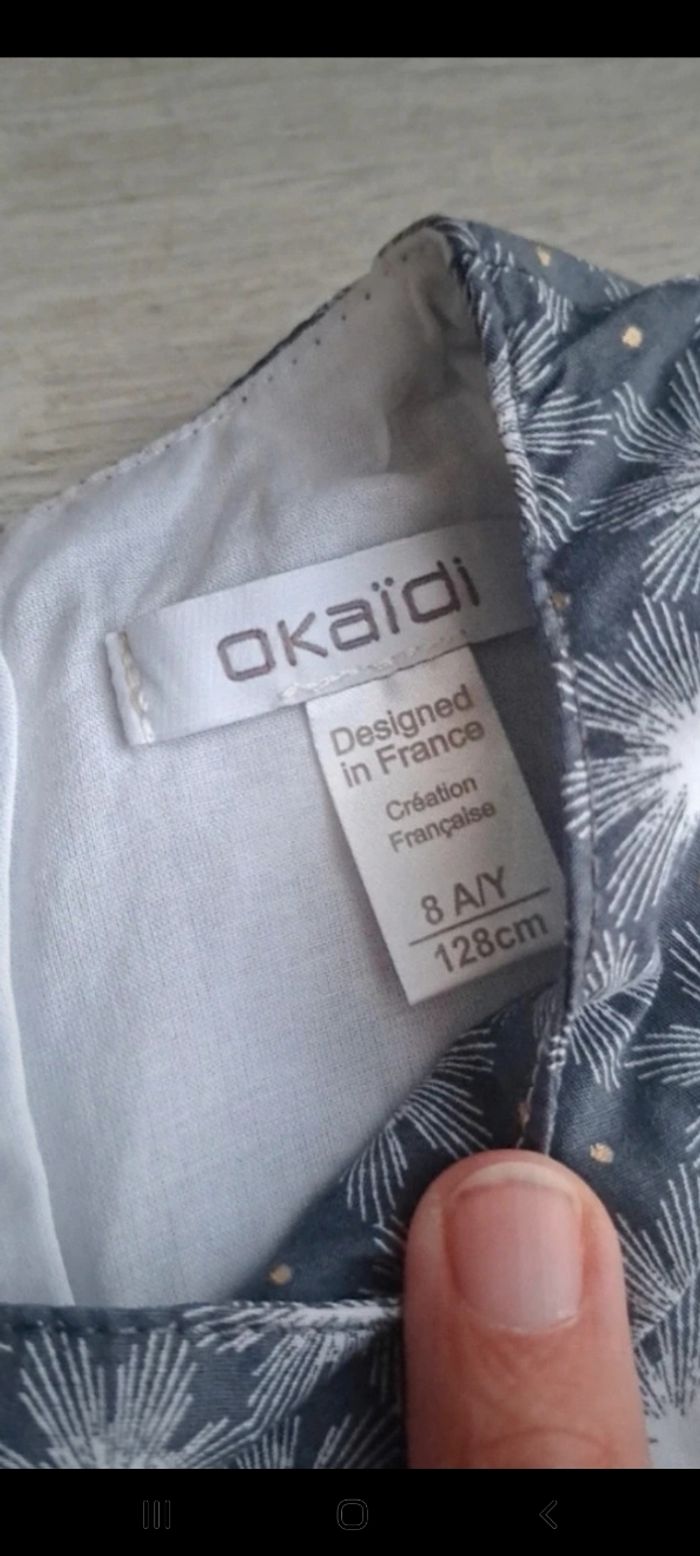 okaïdi
Designed
in France
Création
Française
8 A/Y
128cm